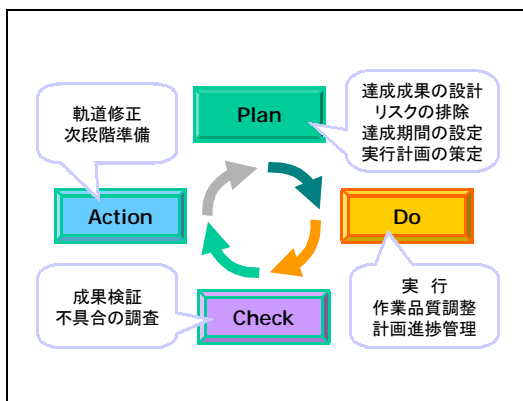 Plan
達成成果の設計
リスクの排除
達成期間の設定
実行計画の策定
Do
実 行
作業品質調整
計画進捗管理
Check
成果検証
不具合の調査
Action
軌道修正
次段階準備